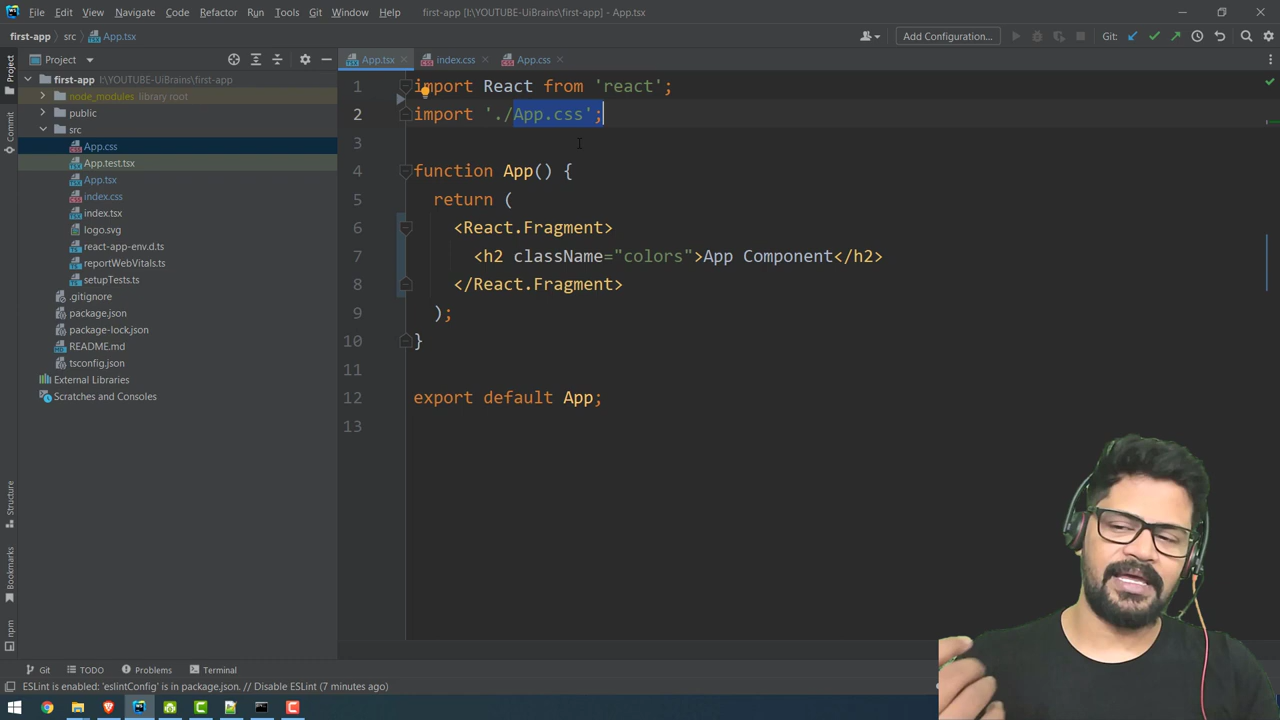 File Edit View Navigate Code Refactor Run Tools Git Window Help first-app [I:\YOUTUBE-UiBrains\first-app] - App.tsx
first-app src App.tsx Add Configuration... Git:
Project App.tsx index.css App.css
Project
Commit
Structure
Bookmarks
npm
first-app I:\YOUTUBE-UiBrains\first-app
node_modules library root
public
src
App.css
App.test.tsx
App.tsx
index.css
index.tsx
logo.svg
react-app-env.d.ts
reportWebVitals.ts
setupTests.ts
.gitignore
package.json
package-lock.json
README.md
tsconfig.json
External Libraries
Scratches and Consoles
1 import React from 'react';
2 import './App.css';
3
4 function App() {
5 return (
6 <React.Fragment>
7 <h2 className="colors">App Component</h2>
8 </React.Fragment>
9 );
10 }
11
12 export default App;
13
Git TODO Problems Terminal
ESLint is enabled: 'eslintConfig' is in package.json. // Disable ESLint (7 minutes ago)